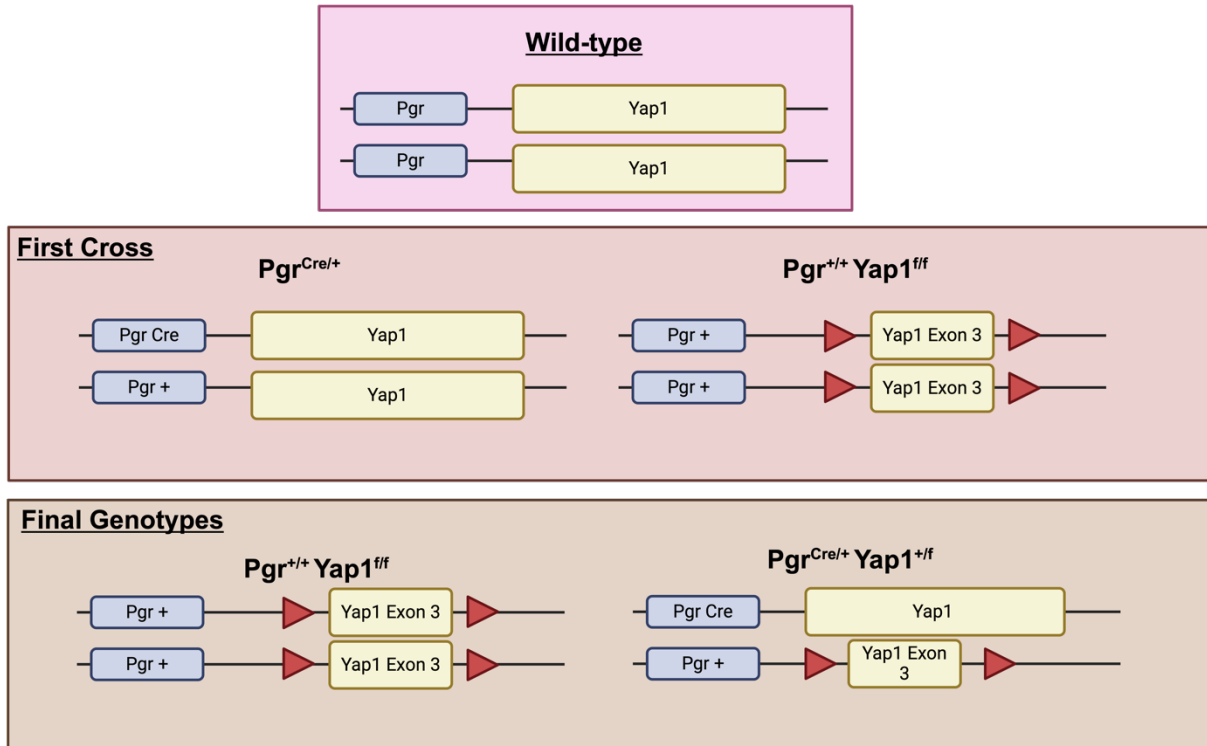 Wild-type
Pgr Yap1
Pgr Yap1
First Cross
Pgr^Cre/+ Pgr^+/+ Yap1^f/f
Pgr Cre Yap1 Pgr + Yap1 Exon 3
Pgr + Yap1 Pgr + Yap1 Exon 3
Final Genotypes
Pgr^+/+ Yap1^f/f Pgr^Cre/+ Yap1^+/f
Pgr + Yap1 Exon 3 Pgr Cre Yap1
Pgr + Yap1 Exon 3 Pgr + Yap1 Exon
3